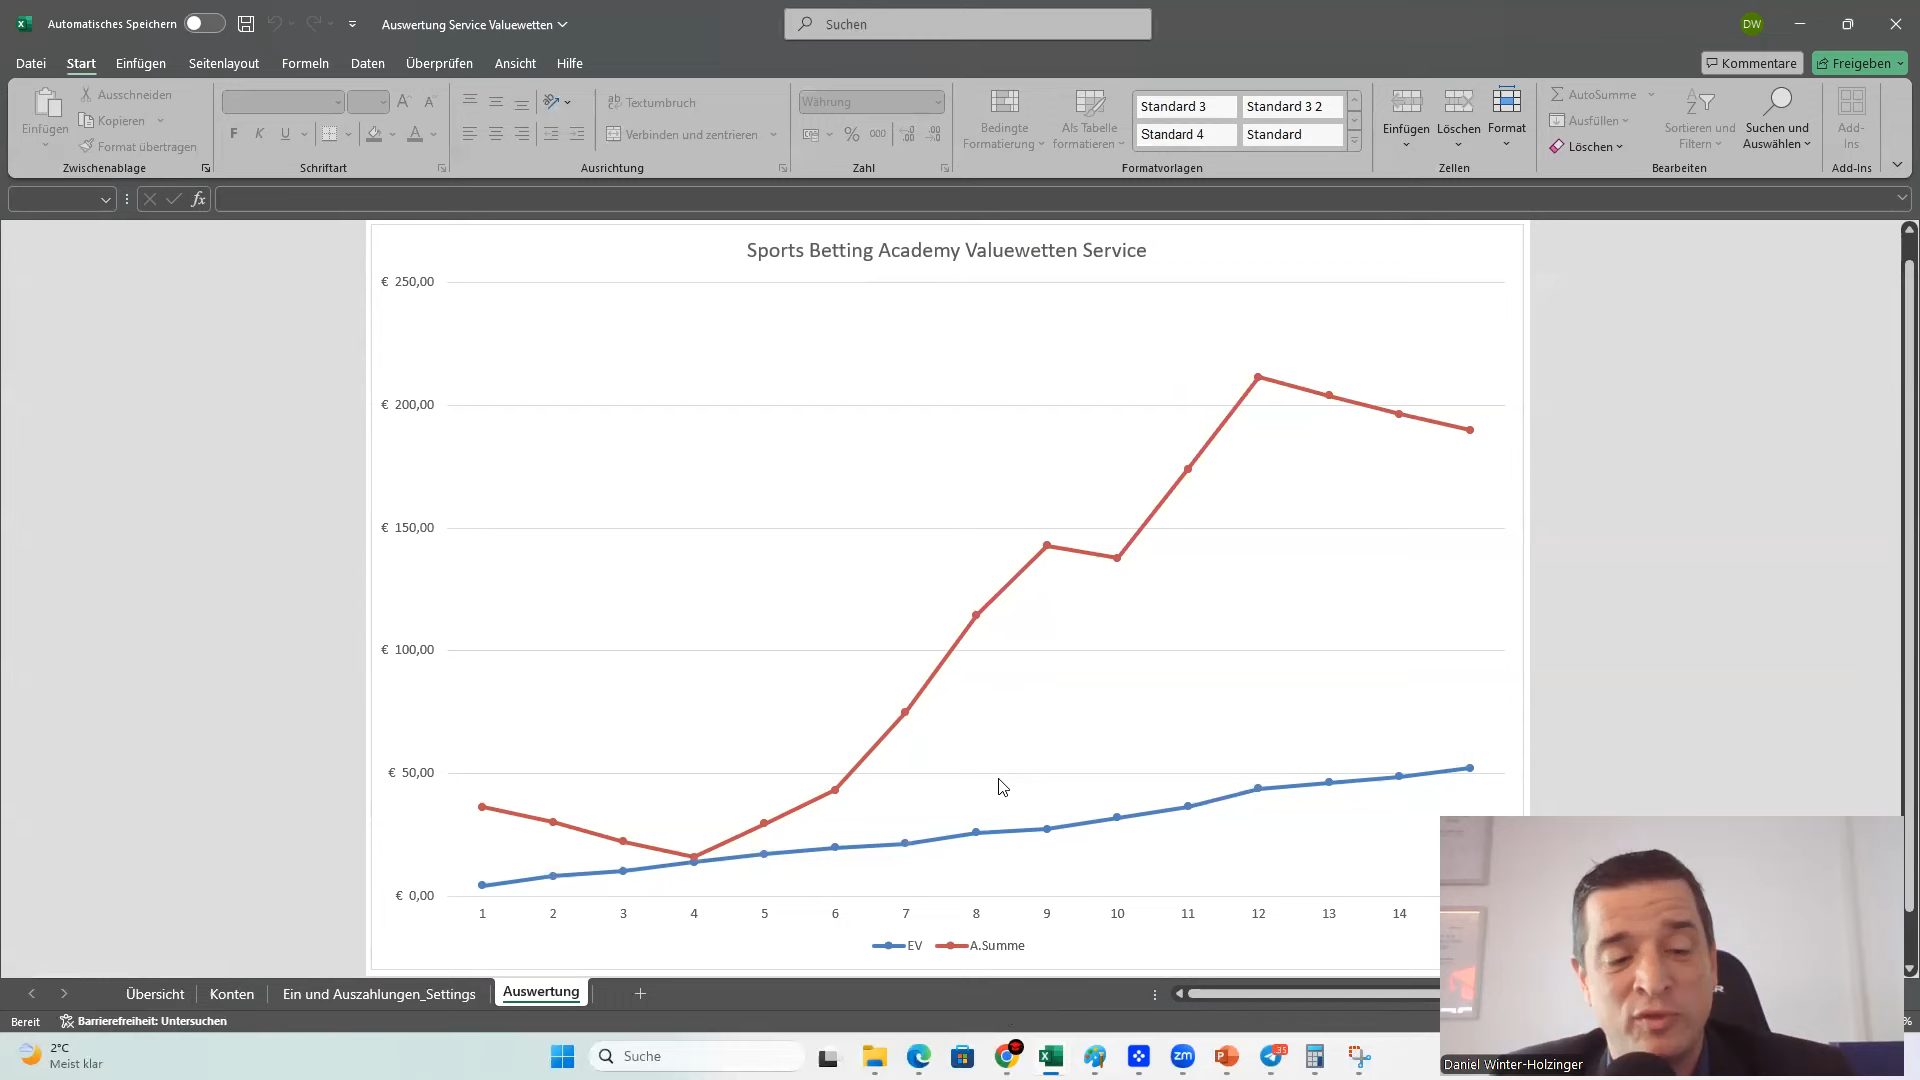 Automatisches Speichern
Auswertung Service Valuewetten
Suchen
DW
Datei Start Einfügen Seitenlayout Formeln Daten Überprüfen Ansicht Hilfe
Kommentare
Freigeben
Einfügen
Ausschneiden
Kopieren
Format übertragen
Zwischenablage
F K U
Schriftart
Textumbruch
Verbinden und zentrieren
Ausrichtung
Währung
% 000
Zahl
Bedingte
Formatierung
Als Tabelle
formatieren
Standard 3 Standard 3 2
Standard 4 Standard
Formatvorlagen
Einfügen Löschen Format
Zellen
AutoSumme
Ausfüllen
Löschen
Sortieren und
Filtern
Suchen und
Auswählen
Bearbeiten
Add-
Ins
Add-Ins
fx
Sports Betting Academy Valuewetten Service
€ 250,00
€ 200,00
€ 150,00
€ 100,00
€ 50,00
€ 0,00
1 2 3 4 5 6 7 8 9 10 11 12 13 14
EV A.Summe
Übersicht Konten Ein und Auszahlungen_Settings Auswertung
Bereit Barrierefreiheit: Untersuchen
%
2°C
Meist klar
Suche
zm
35
Daniel Winter-Holzinger